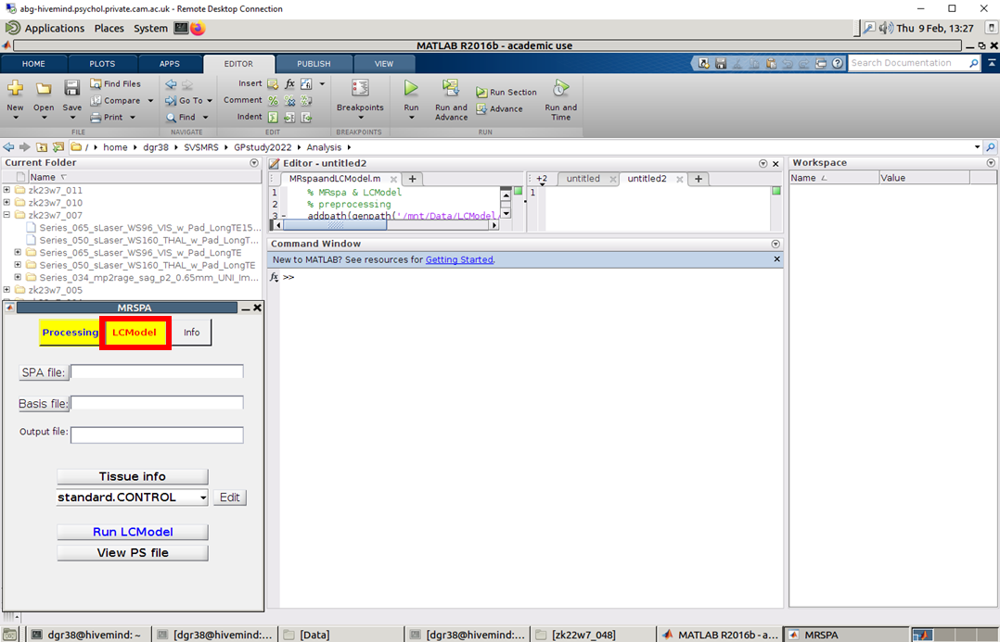 abg-hivemind.psychol.private.cam.ac.uk - Remote Desktop Connection
Applications Places System Thu 9 Feb, 13:27
MATLAB R2016b - academic use
HOME PLOTS APPS EDITOR PUBLISH VIEW Search Documentation
New Open Save Find Files Compare Print Go To Find Insert Comment Indent fx Breakpoints Run Run and Advance Run Section Advance Run and Time
FILE NAVIGATE EDIT BREAKPOINTS RUN
/ home dgr38 SVSMRS GPstudy2022 Analysis
Current Folder
Name
zk23w7_011
zk23w7_010
zk23w7_007
Series_065_sLaser_WS96_VIS_w_Pad_LongTE15...
Series_050_sLaser_WS160_THAL_w_Pad_LongT...
Series_065_sLaser_WS96_VIS_w_Pad_LongTE
Series_050_sLaser_WS160_THAL_w_Pad_LongTE
Series_034_mp2rage_sag_p2_0.65mm_UNI_Im...
zk23w7_005
Editor - untitled2
MRspaandLCModel.m + +2 untitled untitled2 +
1 % MRspa & LCModel
2 % preprocessing
3 - addpath(genpath('/mnt/Data/LCModel/
1
Command Window
New to MATLAB? See resources for Getting Started.
fx >>
Workspace
Name Value
MRSPA
Processing LCModel Info
SPA file:
Basis file:
Output file:
Tissue info
standard.CONTROL Edit
Run LCModel
View PS file
dgr38@hivemind: ~ [dgr38@hivemind:... [Data] [dgr38@hivemind:... [zk22w7_048] MATLAB R2016b - a... MRSPA